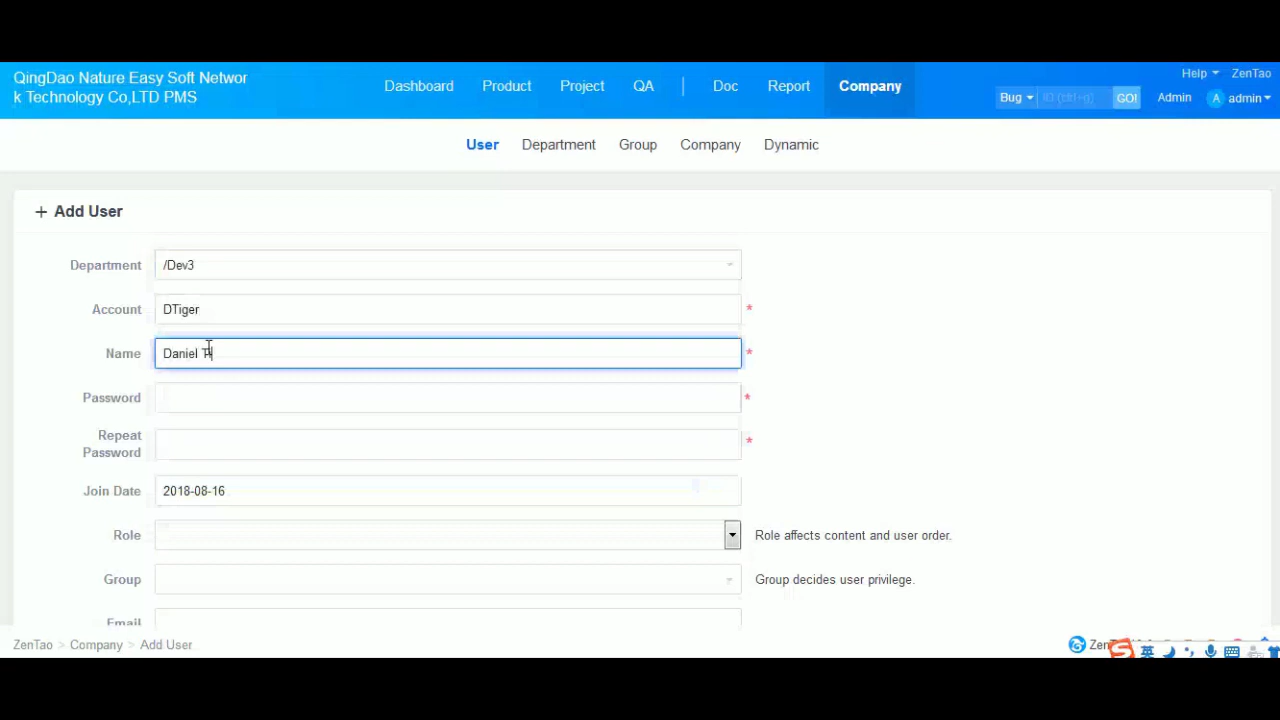 QingDao Nature Easy Soft Networ
k Technology Co,LTD PMS
Dashboard Product Project QA Doc Report Company
Help ZenTao
Bug ID (ctrl+g) GO! Admin A admin
User Department Group Company Dynamic
+ Add User
Department /Dev3
Account DTiger *
Name Daniel *
Password *
Repeat
Password *
Join Date 2018-08-16
Role Role affects content and user order.
Group Group decides user privilege.
Email
ZenTao > Company > Add User
英